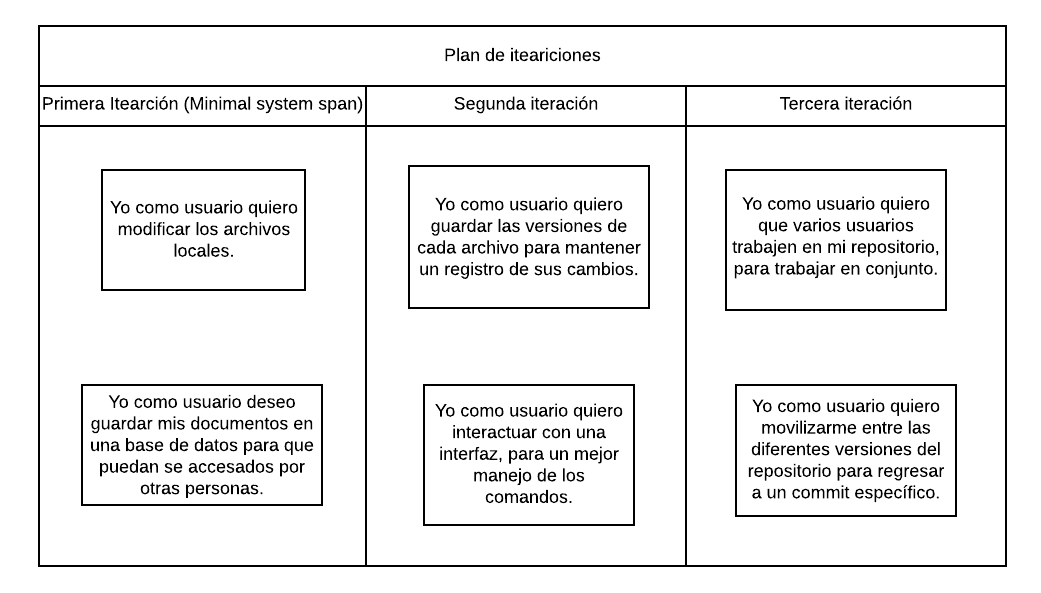 Plan de iteariciones
Primera Itearción (Minimal system span)
Segunda iteración
Tercera iteración
Yo como usuario quiero
modificar los archivos
locales.
Yo como usuario quiero
guardar las versiones de
cada archivo para mantener
un registro de sus cambios.
Yo como usuario quiero
que varios usuarios
trabajen en mi repositorio,
para trabajar en conjunto.
Yo como usuario deseo
guardar mis documentos en
una base de datos para que
puedan se accesados por
otras personas.
Yo como usuario quiero
interactuar con una
interfaz, para un mejor
manejo de los
comandos.
Yo como usuario quiero
movilizarme entre las
diferentes versiones del
repositorio para regresar
a un commit específico.